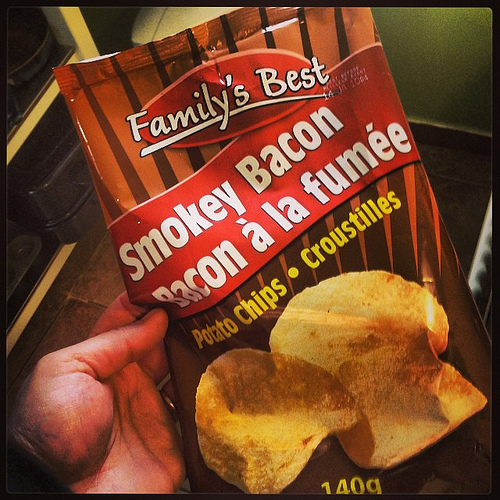 Family's Best
Smokey Bacon
Bacon à la fumée
Potato Chips • Croustilles
140g